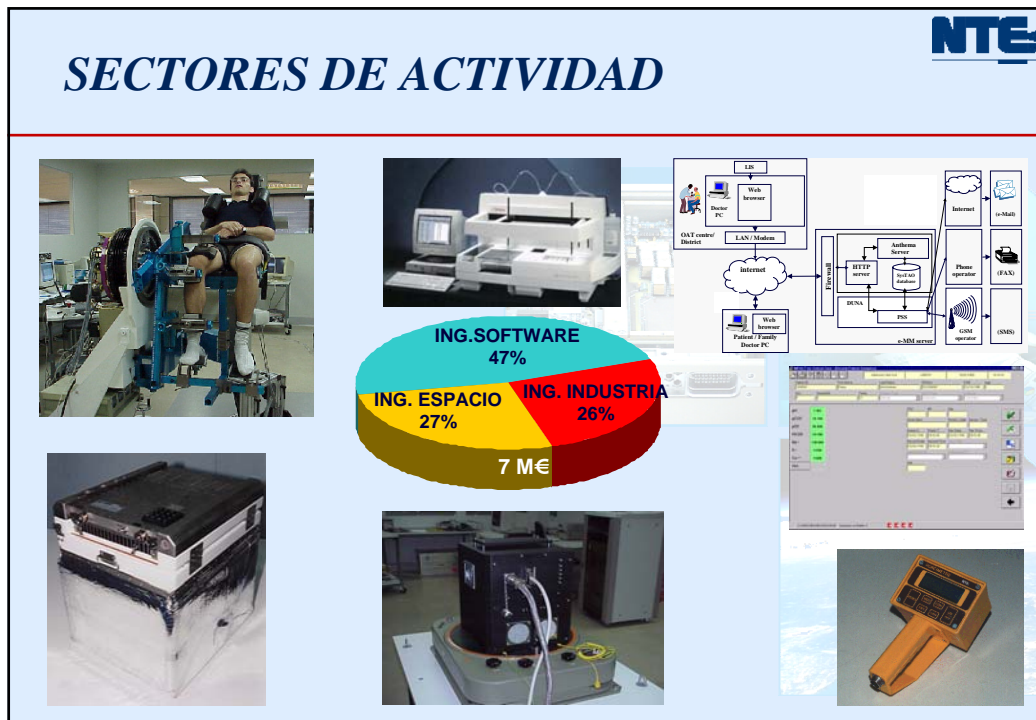 SECTORES DE ACTIVIDAD
NTE
LIS
Doctor
PC
Web
browser
OAT centre/
District
LAN / Modem
internet
Web
browser
Patient / Family
Doctor PC
Firewall
HTTP
server
Anthema
Server
SysTAO
database
DUNA
PSS
e-MM server
Internet
(e-Mail)
Phone
operator
(FAX)
GSM
operator
(SMS)
ING.SOFTWARE
47%
ING. ESPACIO
27%
ING. INDUSTRIA
26%
7 M€